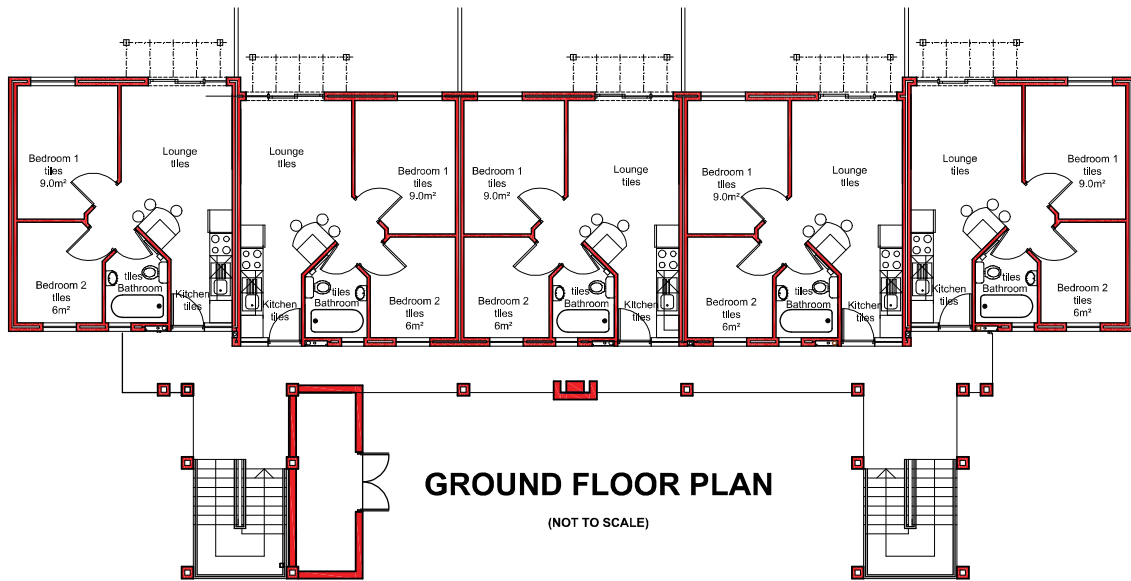 Bedroom 1
tiles
9.0m²
Lounge
tiles
Bedroom 2
tiles
6m²
tiles
Bathroom
Kitchen
tiles
Lounge
tiles
Bedroom 1
tiles
9.0m²
Kitchen
tiles
tiles
Bathroom
Bedroom 2
tiles
6m²
Bedroom 1
tiles
9.0m²
Lounge
tiles
Bedroom 2
tiles
6m²
tiles
Bathroom
Kitchen
tiles
Bedroom 1
tiles
9.0m²
Lounge
tiles
Bedroom 2
tiles
6m²
tiles
Bathroom
Kitchen
tiles
Lounge
tiles
Bedroom 1
tiles
9.0m²
Kitchen
tiles
tiles
Bathroom
Bedroom 2
tiles
6m²
GROUND FLOOR PLAN
(NOT TO SCALE)